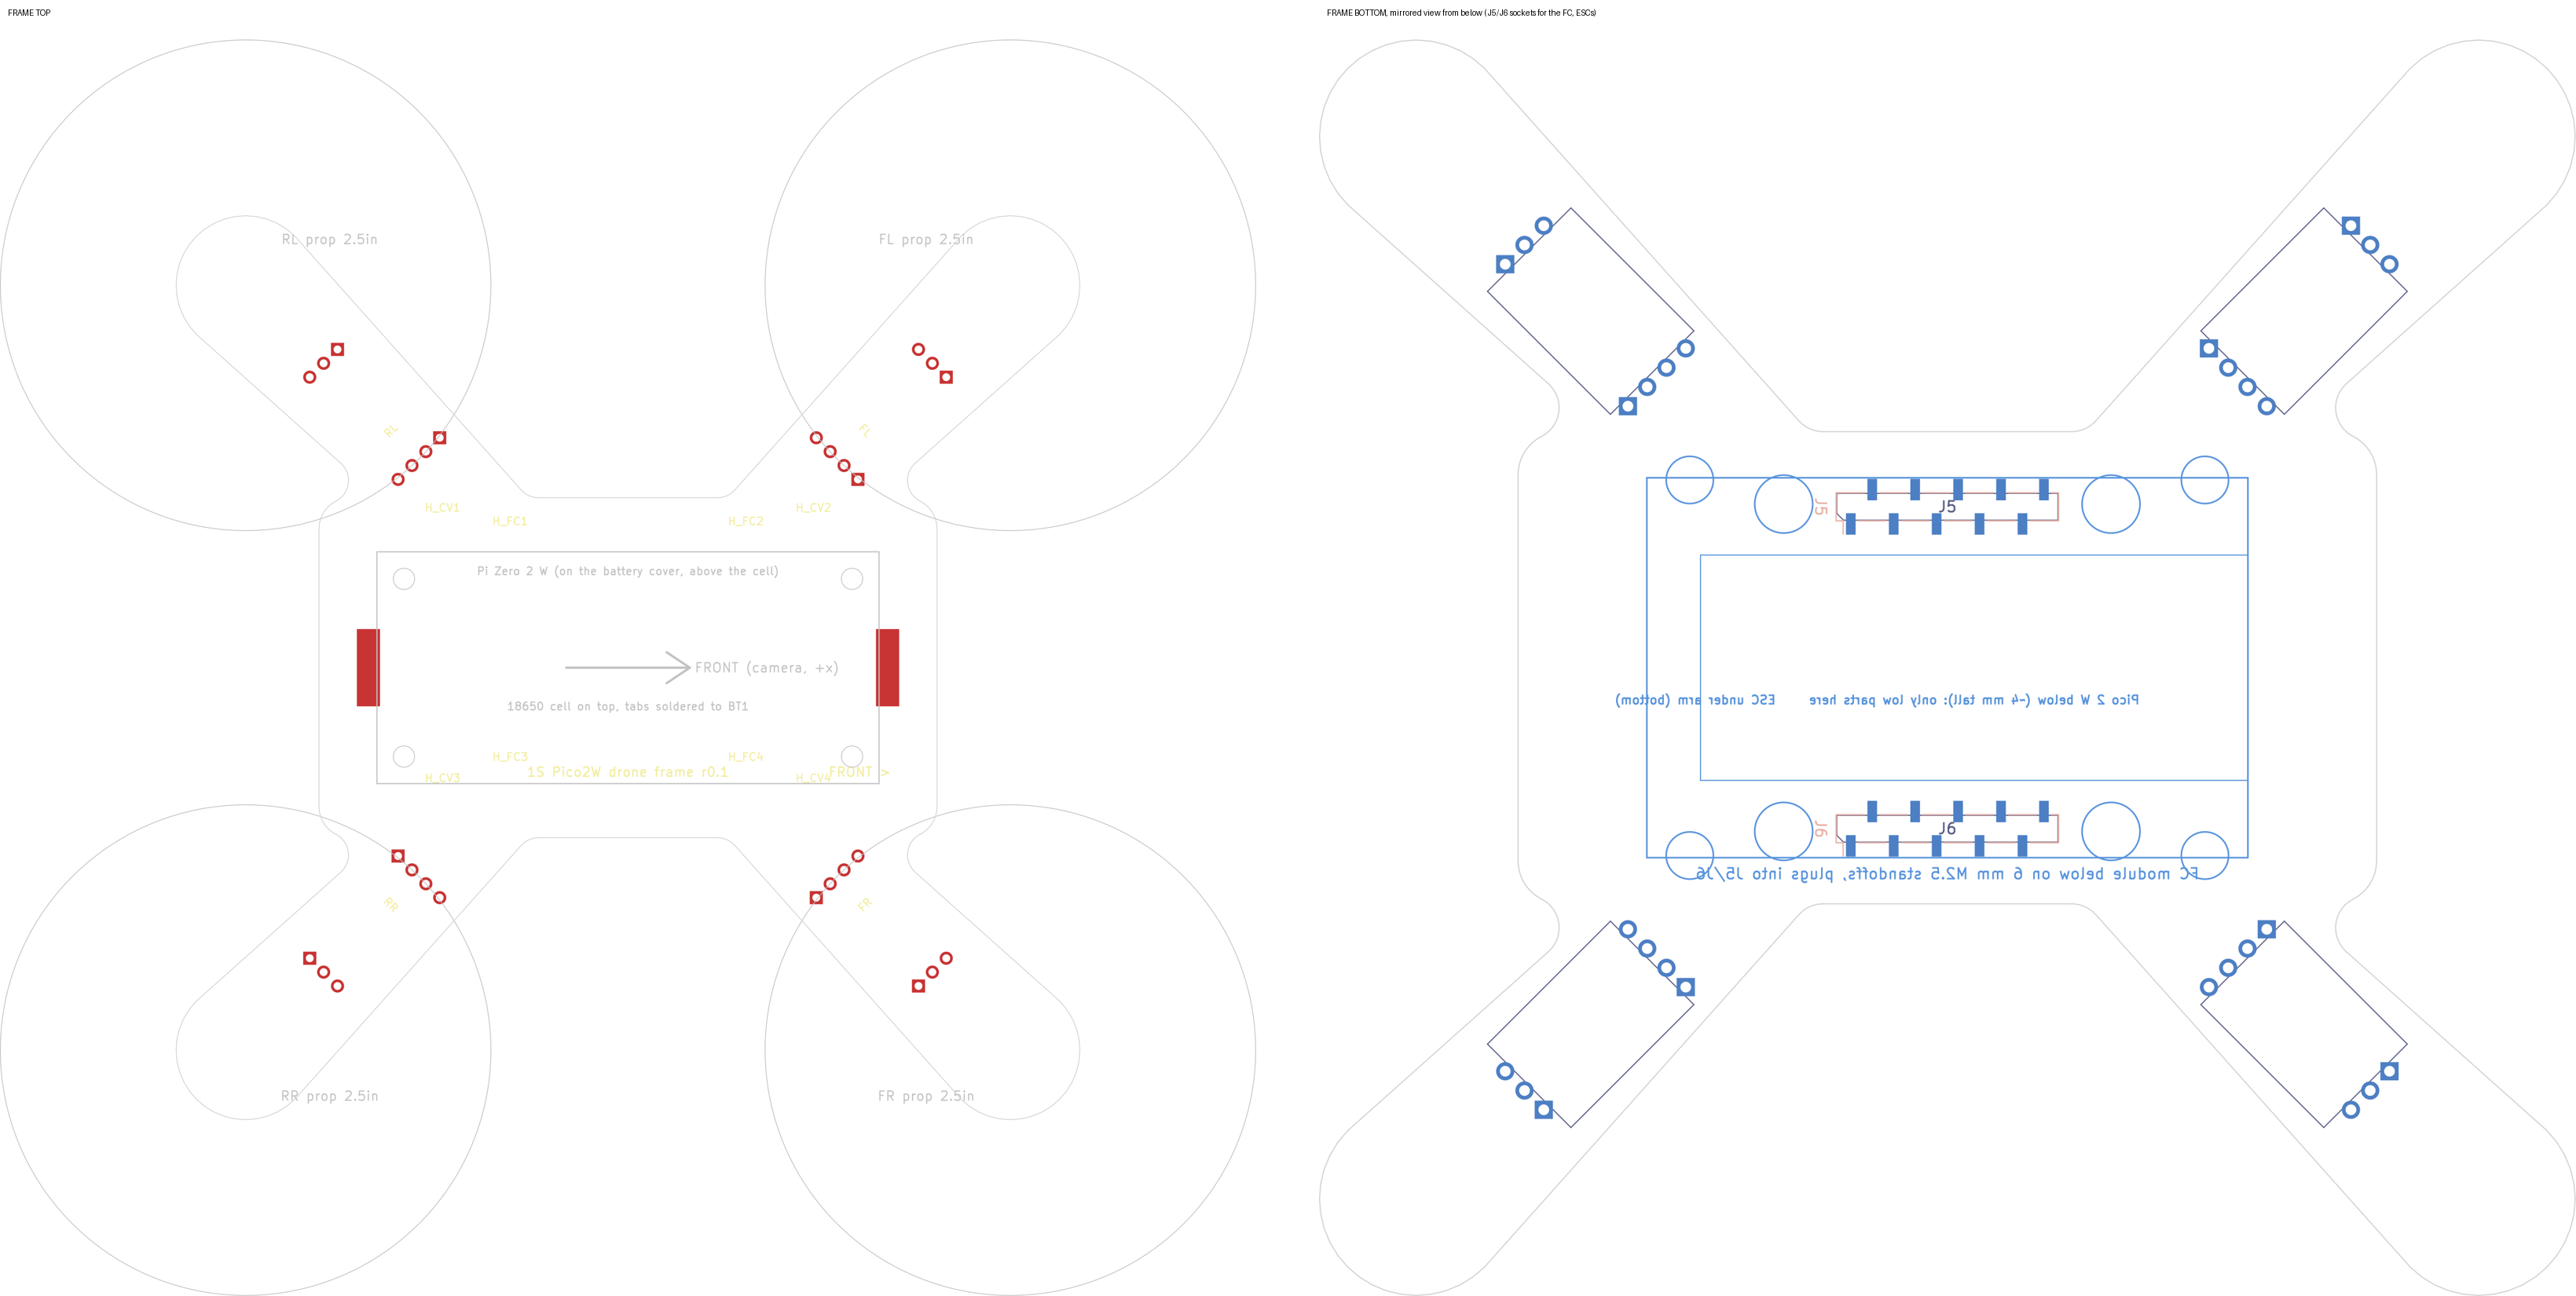 FRAME TOP
FRAME BOTTOM, mirrored view from below (J5/J6 sockets for the FC, ESCs)
RL prop 2.5in
FL prop 2.5in
RL
FL
H_CV1
H_CV2
H_FC1
H_FC2
J5
J5
Pi Zero 2 W (on the battery cover, above the cell)
FRONT (camera, +x)
18650 cell on top, tabs soldered to BT1
ESC under arm (bottom)
Pico 2 W below (~4 mm tall): only low parts here
H_FC3
H_FC4
1S Pico2W drone frame r0.1
FRONT >
H_CV3
H_CV4
J6
J6
FC module below on 6 mm M2.5 standoffs, plugs into J5/J6
RR
FR
RR prop 2.5in
FR prop 2.5in